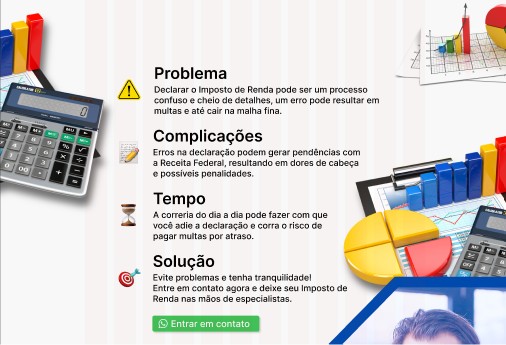 Problema
Declarar o Imposto de Renda pode ser um processo
confuso e cheio de detalhes, um erro pode resultar em
multas e até cair na malha fina.
Complicações
Erros na declaração podem gerar pendências com
a Receita Federal, resultando em dores de cabeça
e possíveis penalidades.
Tempo
A correria do dia a dia pode fazer com que
você adie a declaração e corra o risco de
pagar multas por atraso.
Solução
Evite problemas e tenha tranquilidade!
Entre em contato agora e deixe seu Imposto de
Renda nas mãos de especialistas.
Entrar em contato